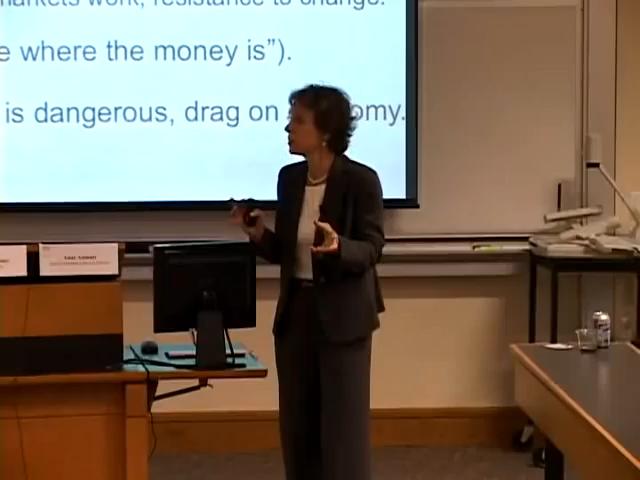 markets work, resistance to change.
e where the money is”).
is dangerous, drag on omy.